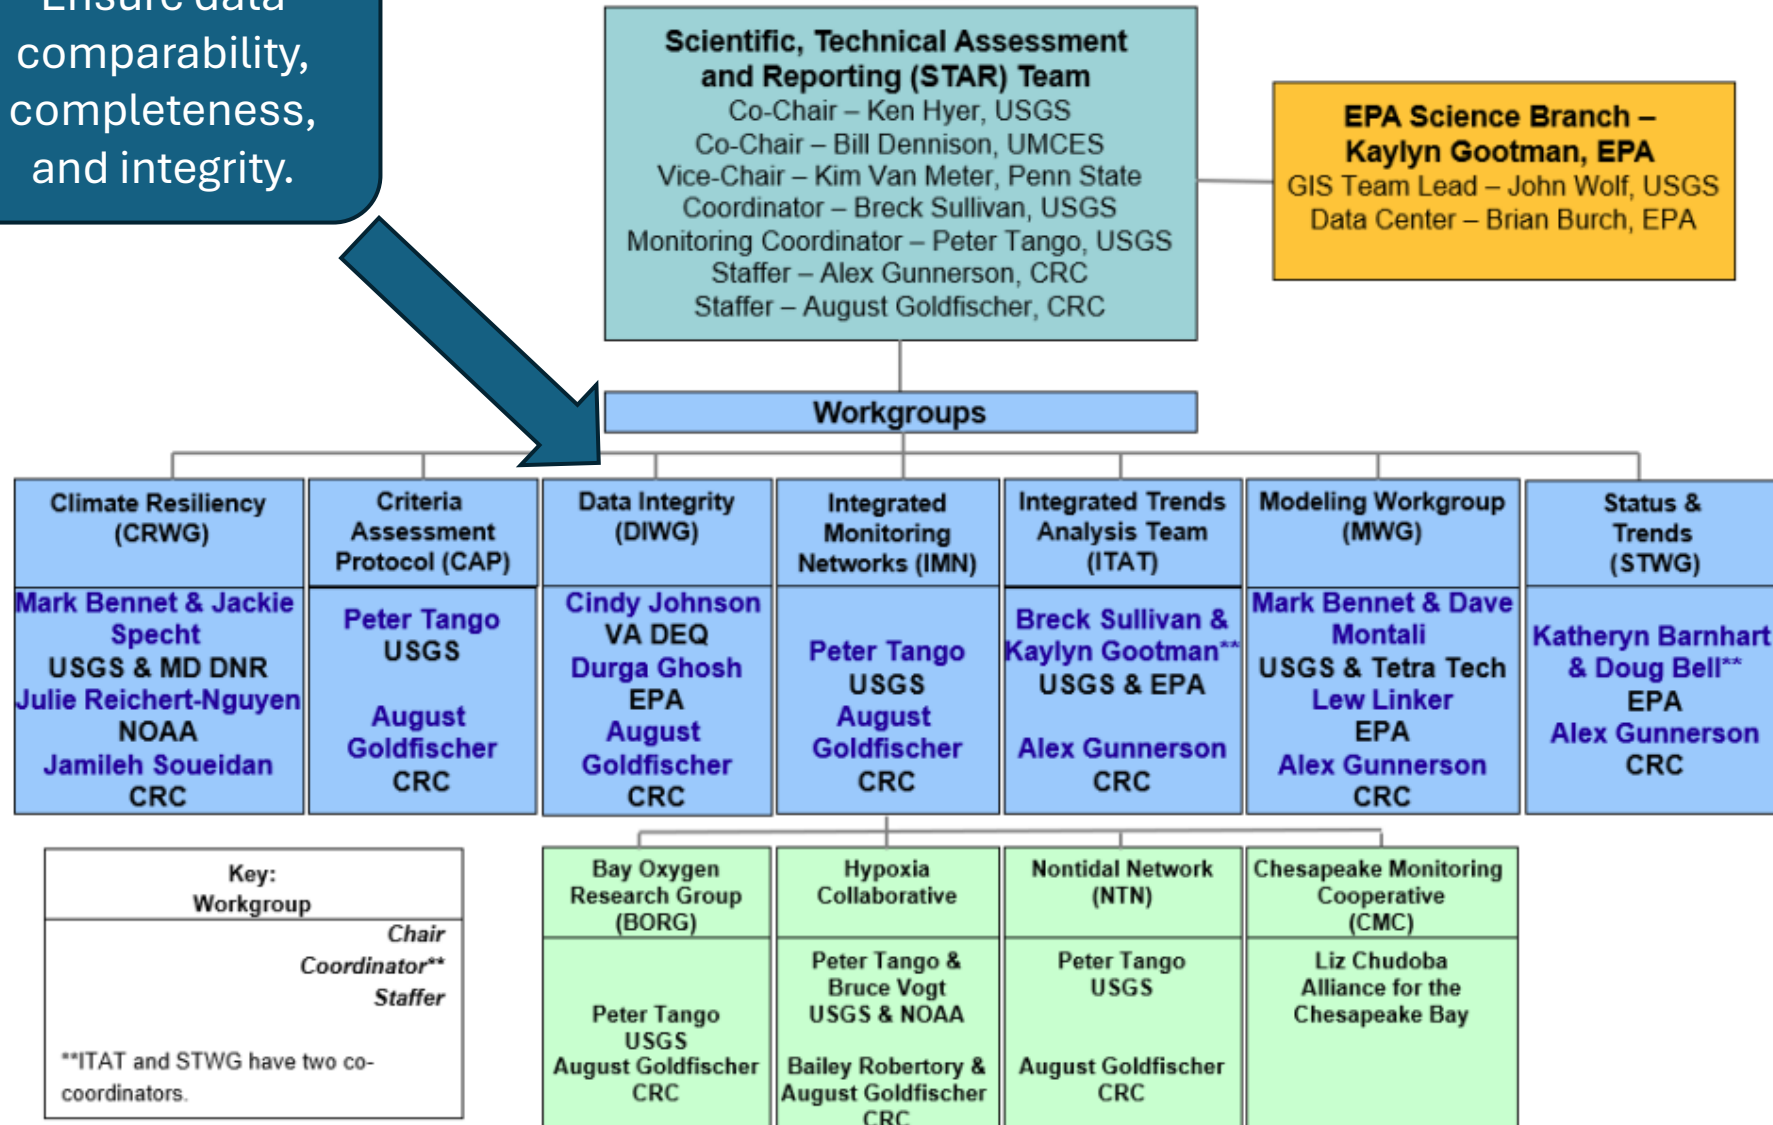 Ensure data
comparability,
completeness,
and integrity.
Scientific, Technical Assessment
and Reporting (STAR) Team
Co-Chair – Ken Hyer, USGS
Co-Chair – Bill Dennison, UMCES
Vice-Chair – Kim Van Meter, Penn State
Coordinator – Breck Sullivan, USGS
Monitoring Coordinator – Peter Tango, USGS
Staffer – Alex Gunnerson, CRC
Staffer – August Goldfischer, CRC
EPA Science Branch –
Kaylyn Gootman, EPA
GIS Team Lead – John Wolf, USGS
Data Center – Brian Burch, EPA
Workgroups
Climate Resiliency
(CRWG)
Mark Bennet & Jackie
Specht
USGS & MD DNR
Julie Reichert-Nguyen
NOAA
Jamileh Soueidan
CRC
Criteria
Assessment
Protocol (CAP)
Peter Tango
USGS
August
Goldfischer
CRC
Data Integrity
(DIWG)
Cindy Johnson
VA DEQ
Durga Ghosh
EPA
August
Goldfischer
CRC
Integrated
Monitoring
Networks (IMN)
Peter Tango
USGS
August
Goldfischer
CRC
Integrated Trends
Analysis Team
(ITAT)
Breck Sullivan &
Kaylyn Gootman**
USGS & EPA
Alex Gunnerson
CRC
Modeling Workgroup
(MWG)
Mark Bennet & Dave
Montali
USGS & Tetra Tech
Lew Linker
EPA
Alex Gunnerson
CRC
Status &
Trends
(STWG)
Katheryn Barnhart
& Doug Bell**
EPA
Alex Gunnerson
CRC
Key:
Workgroup
Chair
Coordinator**
Staffer
**ITAT and STWG have two co-
coordinators.
Bay Oxygen
Research Group
(BORG)
Peter Tango
USGS
August Goldfischer
CRC
Hypoxia
Collaborative
Peter Tango &
Bruce Vogt
USGS & NOAA
Bailey Robertory &
August Goldfischer
CRC
Nontidal Network
(NTN)
Peter Tango
USGS
August Goldfischer
CRC
Chesapeake Monitoring
Cooperative
(CMC)
Liz Chudoba
Alliance for the
Chesapeake Bay